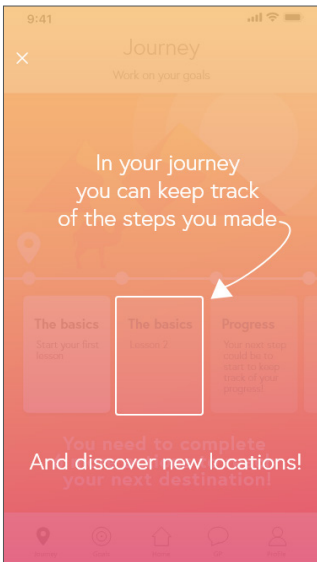 9:41
Journey
Work on your goals
In your journey
you can keep track
of the steps you made
The basics
Start your first
lesson
The basics
Lesson 2
Progress
Your next step
could be to
start to keep
track of your
progress!
You need to complete
And discover new locations!
your next destination!